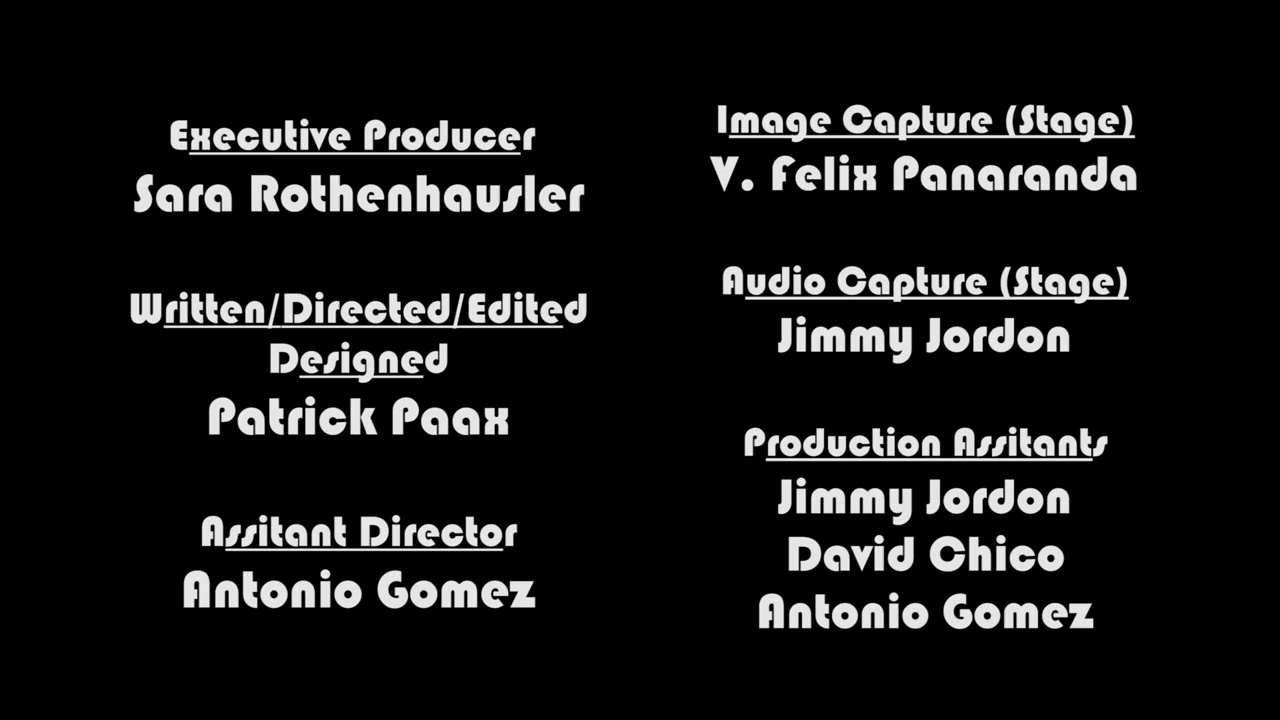 Executive Producer
Sara Rothenhausler
Written/Directed/Edited
Designed
Patrick Paax
Assitant Director
Antonio Gomez
Image Capture (Stage)
V. Felix Panaranda
Audio Capture (Stage)
Jimmy Jordon
Production Assitants
Jimmy Jordon
David Chico
Antonio Gomez